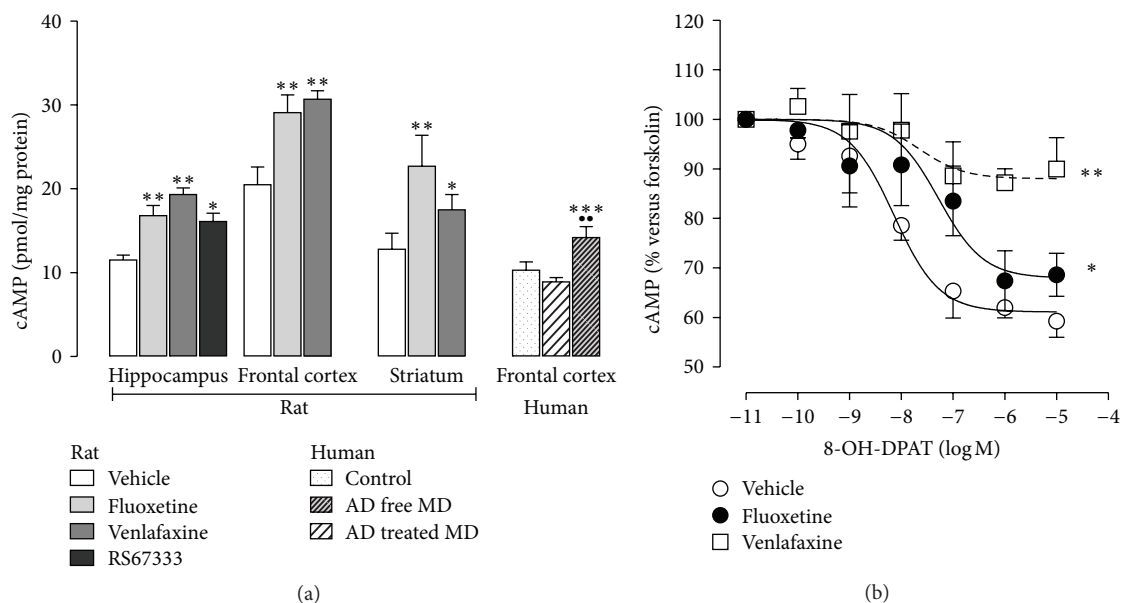 cAMP (pmol/mg protein)
40
30
20
10
0
** ** *
** **
** *
***
••
Hippocampus Frontal cortex Striatum Frontal cortex
Rat Human
Rat
Vehicle
Fluoxetine
Venlafaxine
RS67333
Human
Control
AD free MD
AD treated MD
(a)
cAMP (% versus forskolin)
120
110
100
90
80
70
60
50
**
*
−11 −10 −9 −8 −7 −6 −5 −4
8-OH-DPAT (log M)
Vehicle
Fluoxetine
Venlafaxine
(b)